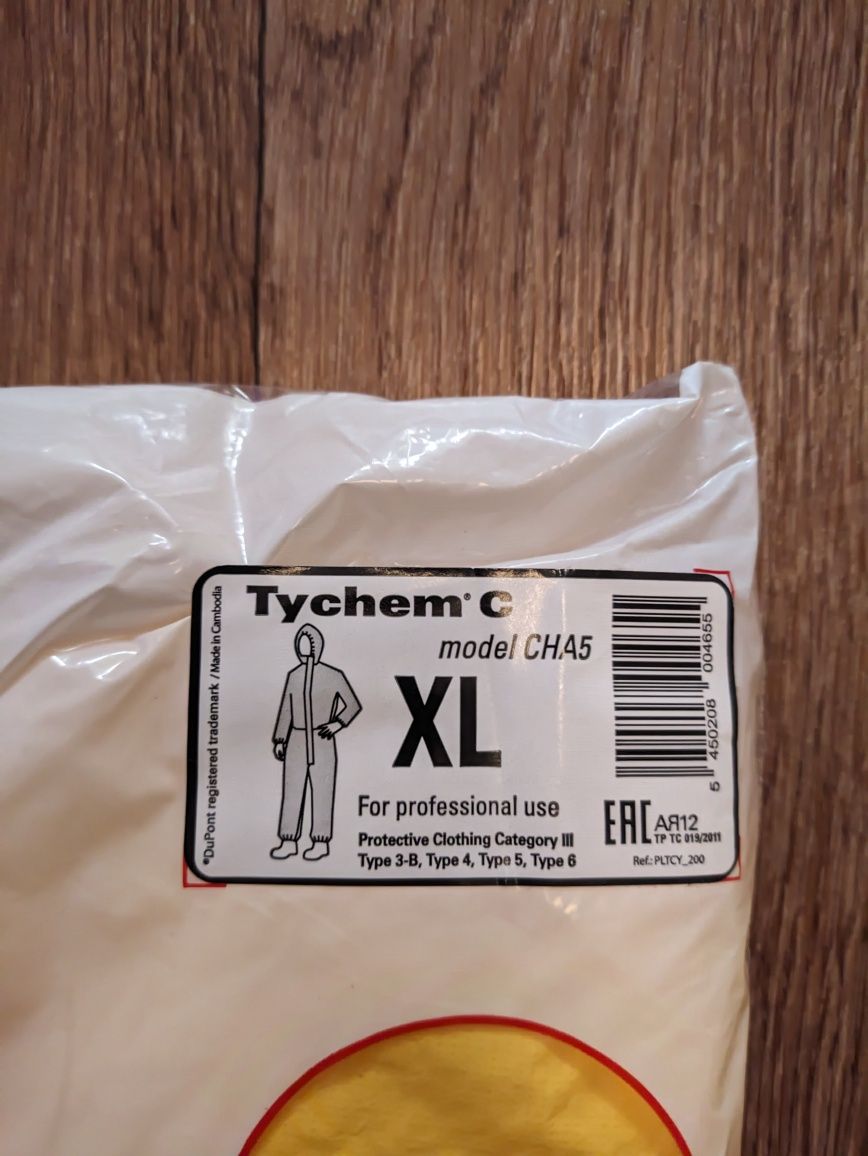 Tychem® C
model CHA5
XL
For professional use
Protective Clothing Category III
Type 3-B, Type 4, Type 5, Type 6
®DuPont registered trademark / Made in Cambodia
5 450208 004655
EAC АЯ12
ТР ТС 019/2011
Ref.: PLTCY_200